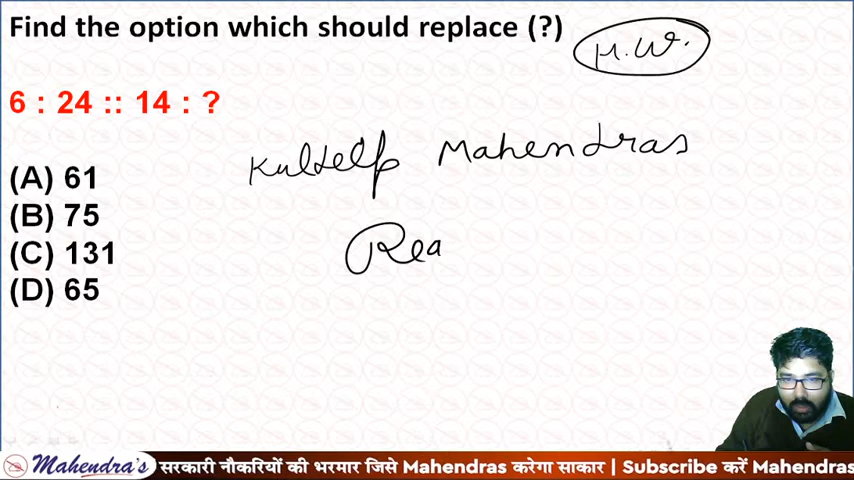 Find the option which should replace (?)
H.W.
6 : 24 :: 14 : ?
Kuldeep Mahendras
(A) 61
(B) 75
Rea
(C) 131
(D) 65
Mahendra's सरकारी नौकरियों की भरमार जिसे Mahendras करेगा साकार | Subscribe करें Mahendras